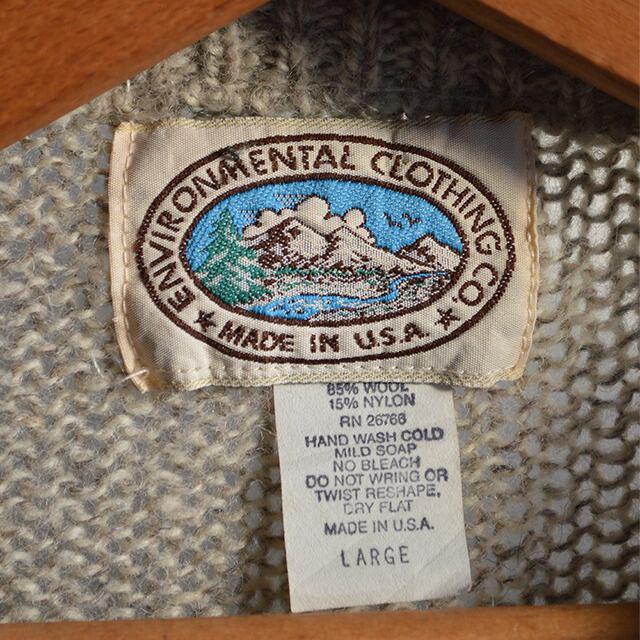 ENVIRONMENTAL CLOTHING CO.
★ MADE IN U.S.A. ★
85% WOOL
15% NYLON
RN 26766
HAND WASH COLD
MILD SOAP
NO BLEACH
DO NOT WRING OR
TWIST RESHAPE,
DRY FLAT
MADE IN U.S.A.
LARGE